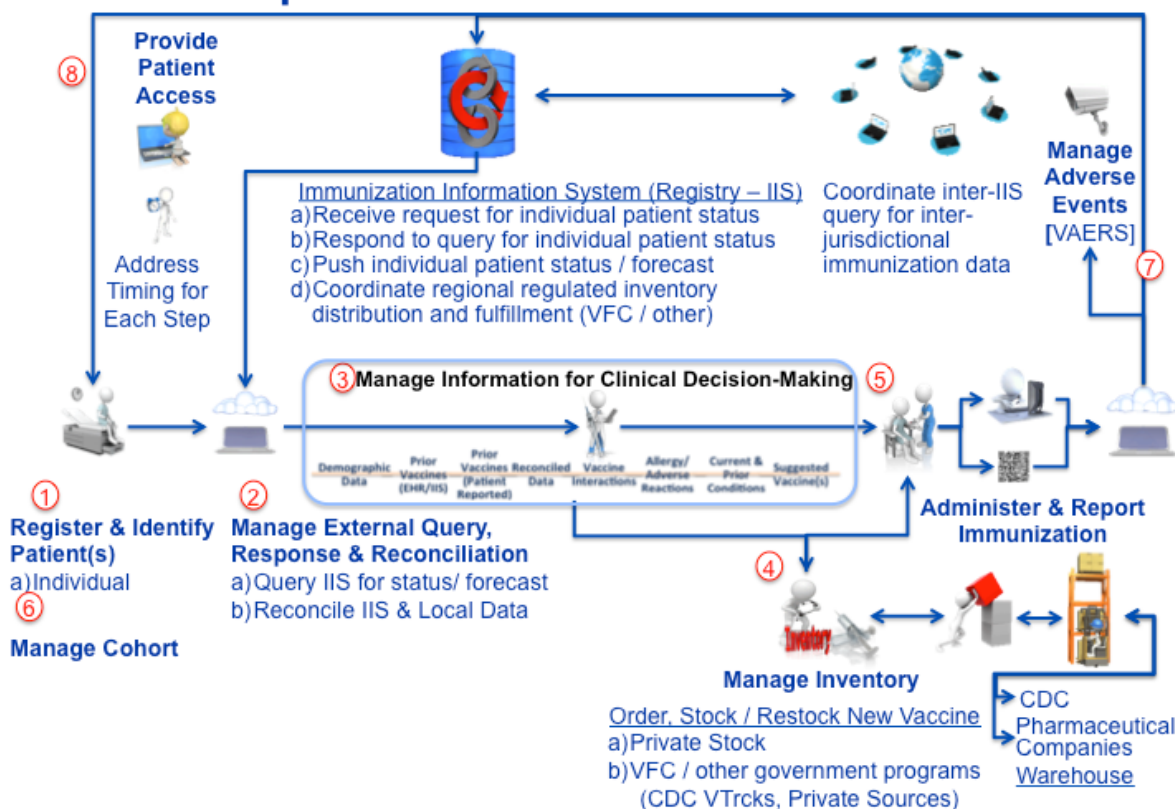 8
Provide
Patient
Access
Address
Timing for
Each Step
Immunization Information System (Registry – IIS)
a)Receive request for individual patient status
b)Respond to query for individual patient status
c)Push individual patient status / forecast
d)Coordinate regional regulated inventory
distribution and fulfillment (VFC / other)
Coordinate inter-IIS
query for inter-
jurisdictional
immunization data
Manage
Adverse
Events
[VAERS]
7
3
Manage Information for Clinical Decision-Making
Demographic
Data
Prior
Vaccines
(EHR/IIS)
Prior
Vaccines
(Patient
Reported)
Reconciled
Data
Vaccine
Interactions
Allergy/
Adverse
Reactions
Current &
Prior
Conditions
Suggested
Vaccine(s)
5
Administer & Report
Immunization
1
Register & Identify
Patient(s)
a)Individual
6
Manage Cohort
2
Manage External Query,
Response & Reconciliation
a)Query IIS for status/ forecast
b)Reconcile IIS & Local Data
4
Inventory
Manage Inventory
Order, Stock / Restock New Vaccine
a)Private Stock
b)VFC / other government programs
(CDC VTrcks, Private Sources)
CDC
Pharmaceutical
Companies
Warehouse